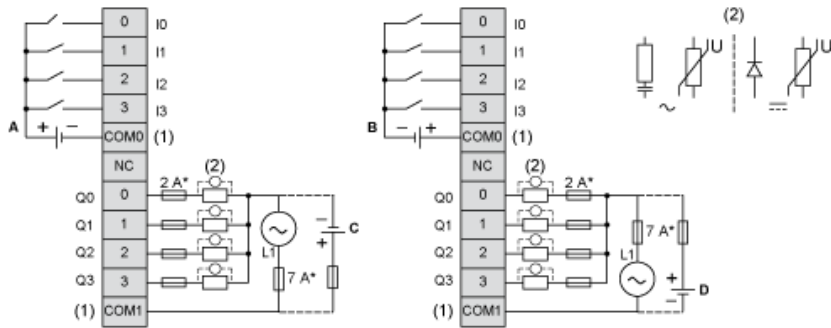 0 I0
1 I1
2 I2
3 I3
A + − COM0 (1)
NC
(2)
Q0 0 2 A*
Q1 1
Q2 2
Q3 3
− C
+
L1
7 A*
(1) COM1
0 I0
1 I1
2 I2
3 I3
B − + COM0 (1)
NC
(2)
Q0 0 2 A*
Q1 1
Q2 2
Q3 3
7 A*
L1
+
− D
(1) COM1
(2)
U U